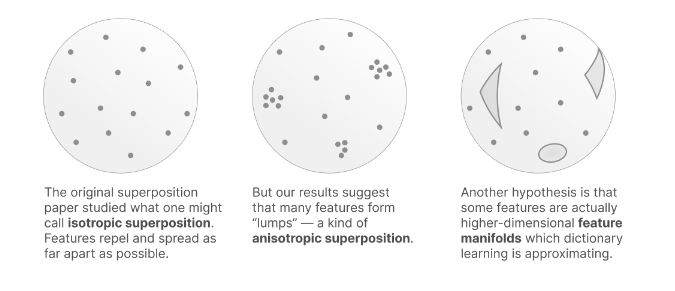 The original superposition
paper studied what one might
call isotropic superposition.
Features repel and spread as
far apart as possible.
But our results suggest
that many features form
“lumps” — a kind of
anisotropic superposition.
Another hypothesis is that
some features are actually
higher-dimensional feature
manifolds which dictionary
learning is approximating.